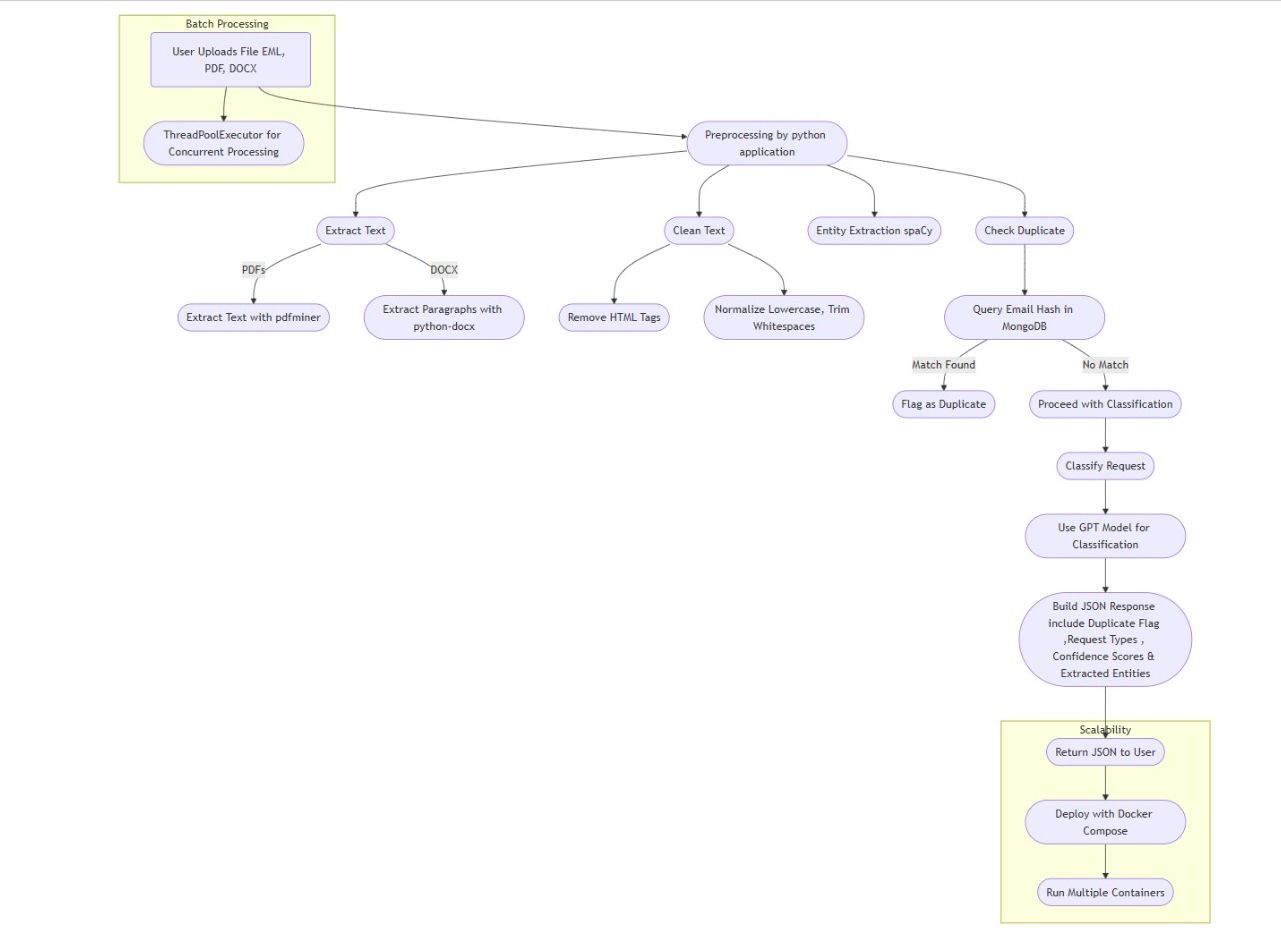 Batch Processing
User Uploads File EML,
PDF, DOCX
ThreadPoolExecutor for
Concurrent Processing
Preprocessing by python
application
Extract Text
Clean Text
Entity Extraction spaCy
Check Duplicate
PDFs
DOCX
Extract Text with pdfminer
Extract Paragraphs with
python-docx
Remove HTML Tags
Normalize Lowercase, Trim
Whitespaces
Query Email Hash in
MongoDB
Match Found
No Match
Flag as Duplicate
Proceed with Classification
Classify Request
Use GPT Model for
Classification
Build JSON Response
include Duplicate Flag
,Request Types ,
Confidence Scores &
Extracted Entities
Scalability
Return JSON to User
Deploy with Docker
Compose
Run Multiple Containers